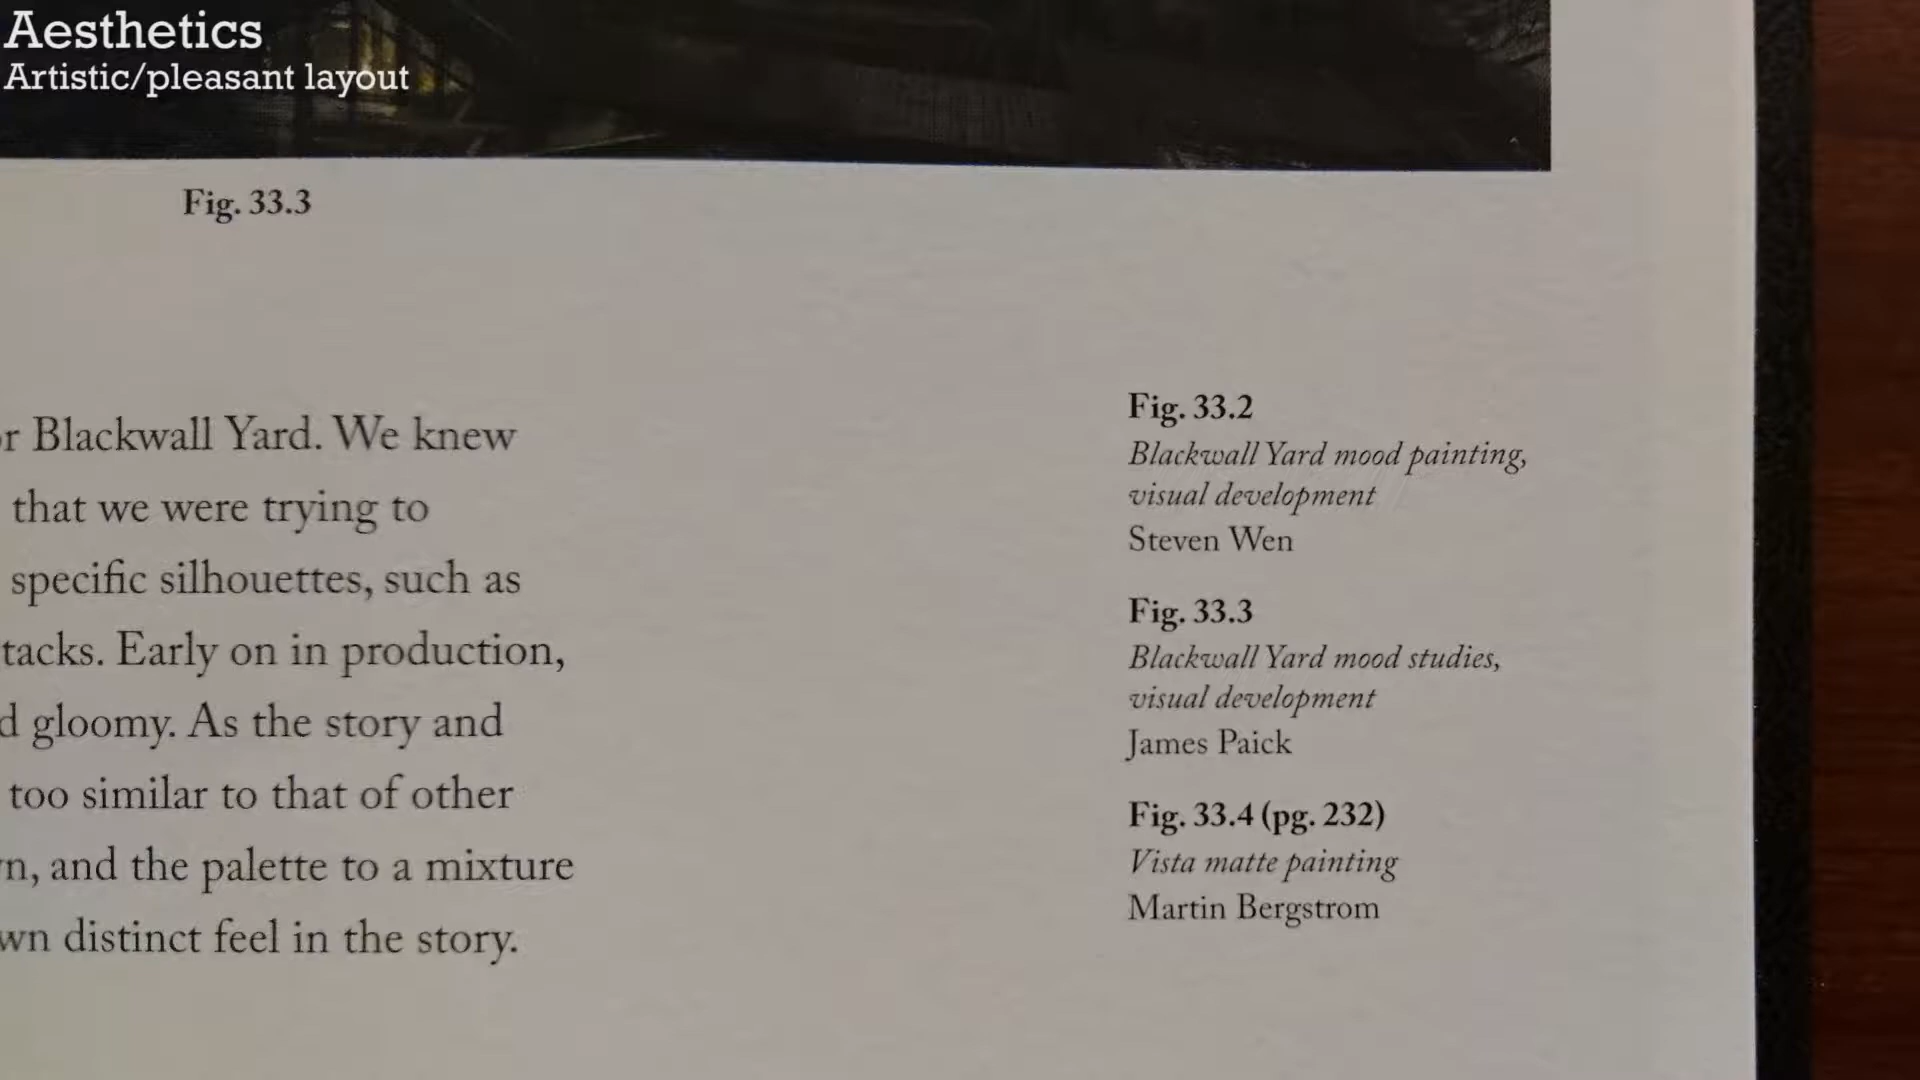 Aesthetics
Artistic/pleasant layout
Fig. 33.3
Blackwall Yard. We knew
that we were trying to
specific silhouettes, such as
Early on in production,
gloomy. As the story and
too similar to that of other
and the palette to a mixture
distinct feel in the story.
Fig. 33.2
Blackwall Yard mood painting,
visual development
Steven Wen
Fig. 33.3
Blackwall Yard mood studies,
visual development
James Paick
Fig. 33.4 (pg. 232)
Vista matte painting
Martin Bergstrom